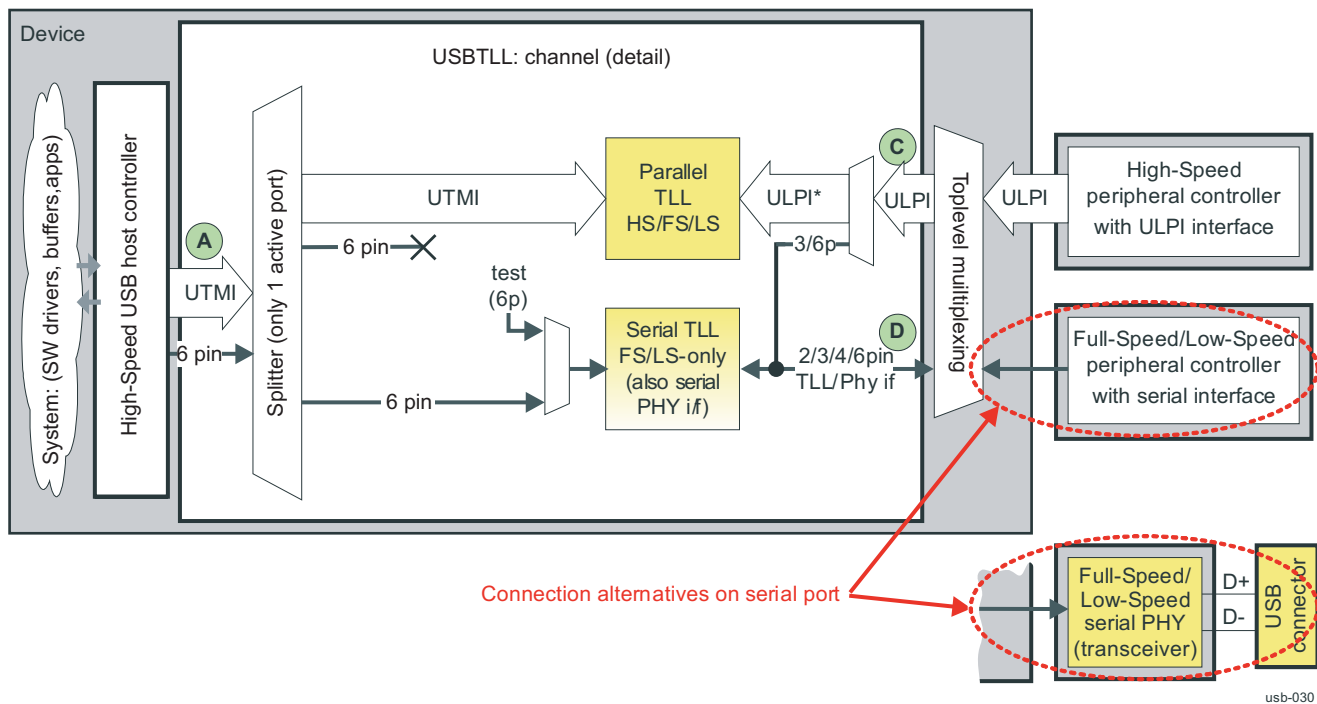 Device
USBTLL: channel (detail)
System: (SW drivers, buffers,apps)
High-Speed USB host controller
A
UTMI
6 pin
Splitter (only 1 active port)
UTMI
6 pin
test
(6p)
6 pin
Parallel
TLL
HS/FS/LS
Serial TLL
FS/LS-only
(also serial
PHY i/f)
ULPI*
3/6p
C
ULPI
D
2/3/4/6pin
TLL/Phy if
Toplevel muiltiplexing
ULPI
High-Speed
peripheral controller
with ULPI interface
Full-Speed/Low-Speed
peripheral controller
with serial interface
Connection alternatives on serial port
Full-Speed/
Low-Speed
serial PHY
(transceiver)
D+
D-
USB
connector
usb-030